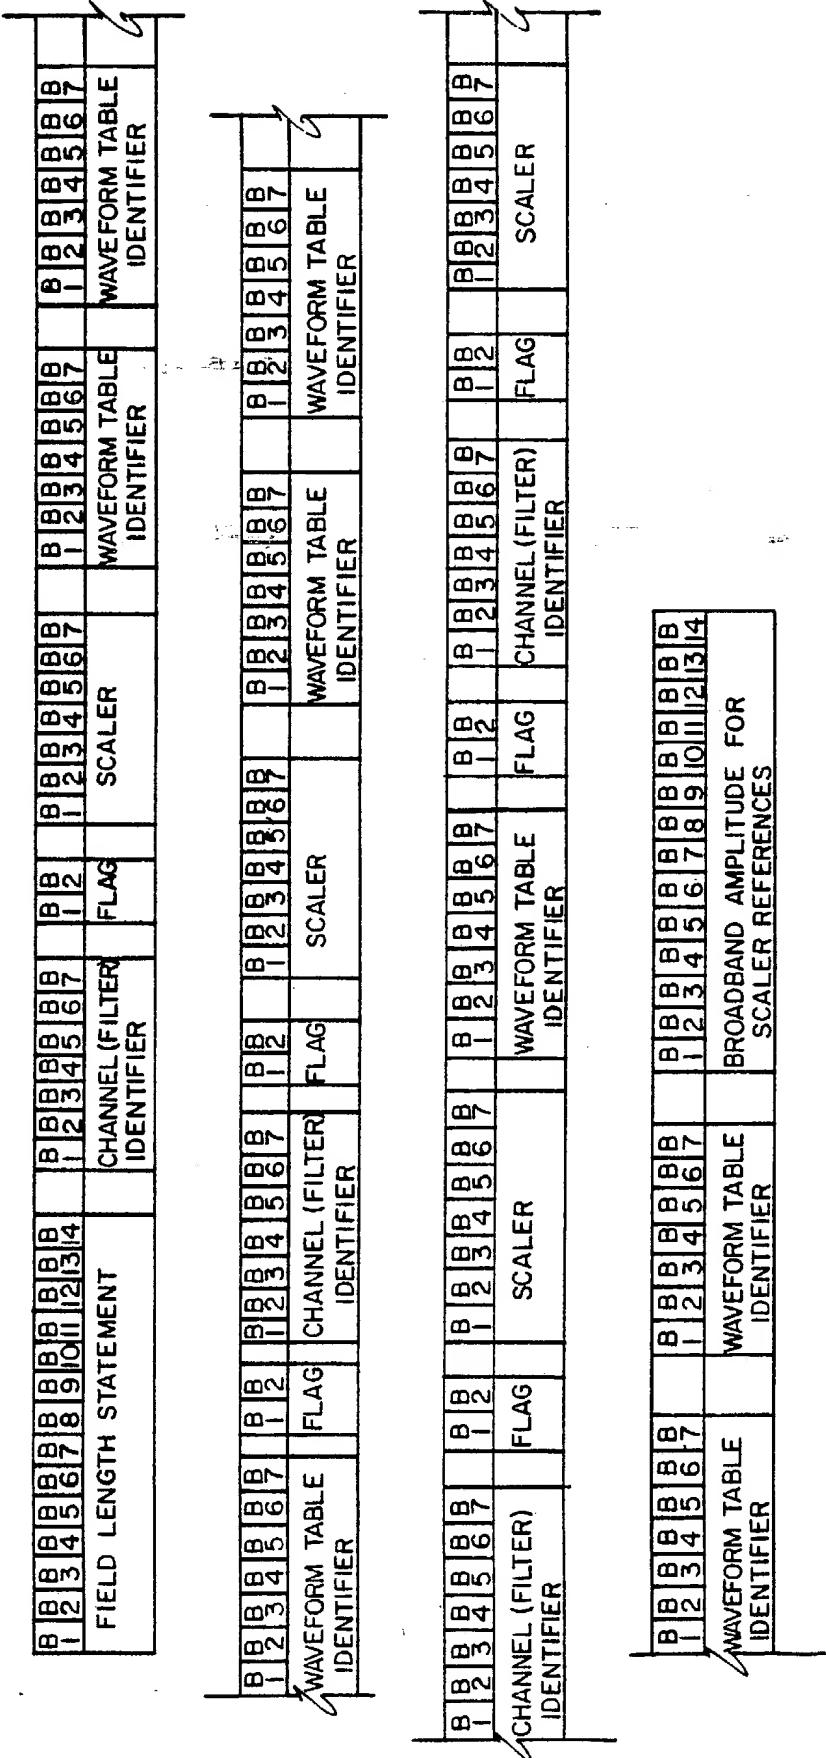 B B B B B B B B B B B B B B
1 2 3 4 5 6 7 8 9 10 11 12 13 14
FIELD LENGTH STATEMENT
B B B B B B B
1 2 3 4 5 6 7
CHANNEL (FILTER)
IDENTIFIER
B B
1 2
FLAG
B B B B B B B
1 2 3 4 5 6 7
SCALER
B B B B B B B
1 2 3 4 5 6 7
WAVEFORM TABLE
IDENTIFIER
B B B B B B B
1 2 3 4 5 6 7
WAVEFORM TABLE
IDENTIFIER
B B B B B B B
1 2 3 4 5 6 7
WAVEFORM TABLE
IDENTIFIER
B B
1 2
FLAG
B B B B B B B
1 2 3 4 5 6 7
CHANNEL (FILTER)
IDENTIFIER
B B
1 2
FLAG
B B B B B B B
1 2 3 4 5 6 7
SCALER
B B B B B B B
1 2 3 4 5 6 7
WAVEFORM TABLE
IDENTIFIER
B B B B B B B
1 2 3 4 5 6 7
WAVEFORM TABLE
IDENTIFIER
B B B B B B B
1 2 3 4 5 6 7
CHANNEL (FILTER)
IDENTIFIER
B B
1 2
FLAG
B B B B B B B
1 2 3 4 5 6 7
SCALER
B B B B B B B
1 2 3 4 5 6 7
WAVEFORM TABLE
IDENTIFIER
B B
1 2
FLAG
B B B B B B B
1 2 3 4 5 6 7
CHANNEL (FILTER)
IDENTIFIER
B B
1 2
FLAG
B B B B B B B
1 2 3 4 5 6 7
SCALER
B B B B B B B
1 2 3 4 5 6 7
WAVEFORM TABLE
IDENTIFIER
B B B B B B B
1 2 3 4 5 6 7
WAVEFORM TABLE
IDENTIFIER
B B B B B B B B B B B B B B
1 2 3 4 5 6 7 8 9 10 11 12 13 14
BROADBAND AMPLITUDE FOR
SCALER REFERENCES